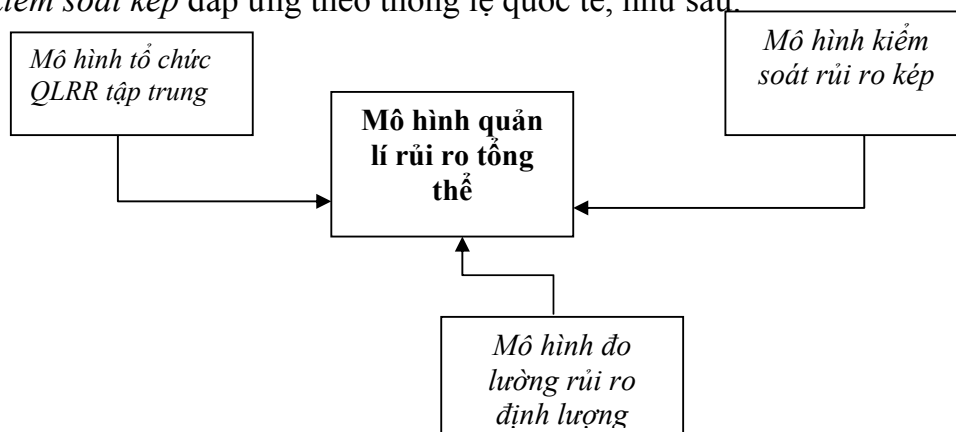 kiểm soát kép đáp ứng theo thông lệ quốc tế, như sau:
Mô hình tổ chức
QLRR tập trung
Mô hình kiểm
soát rủi ro kép
Mô hình quản
lí rủi ro tổng
thể
Mô hình đo
lường rủi ro
định lượng